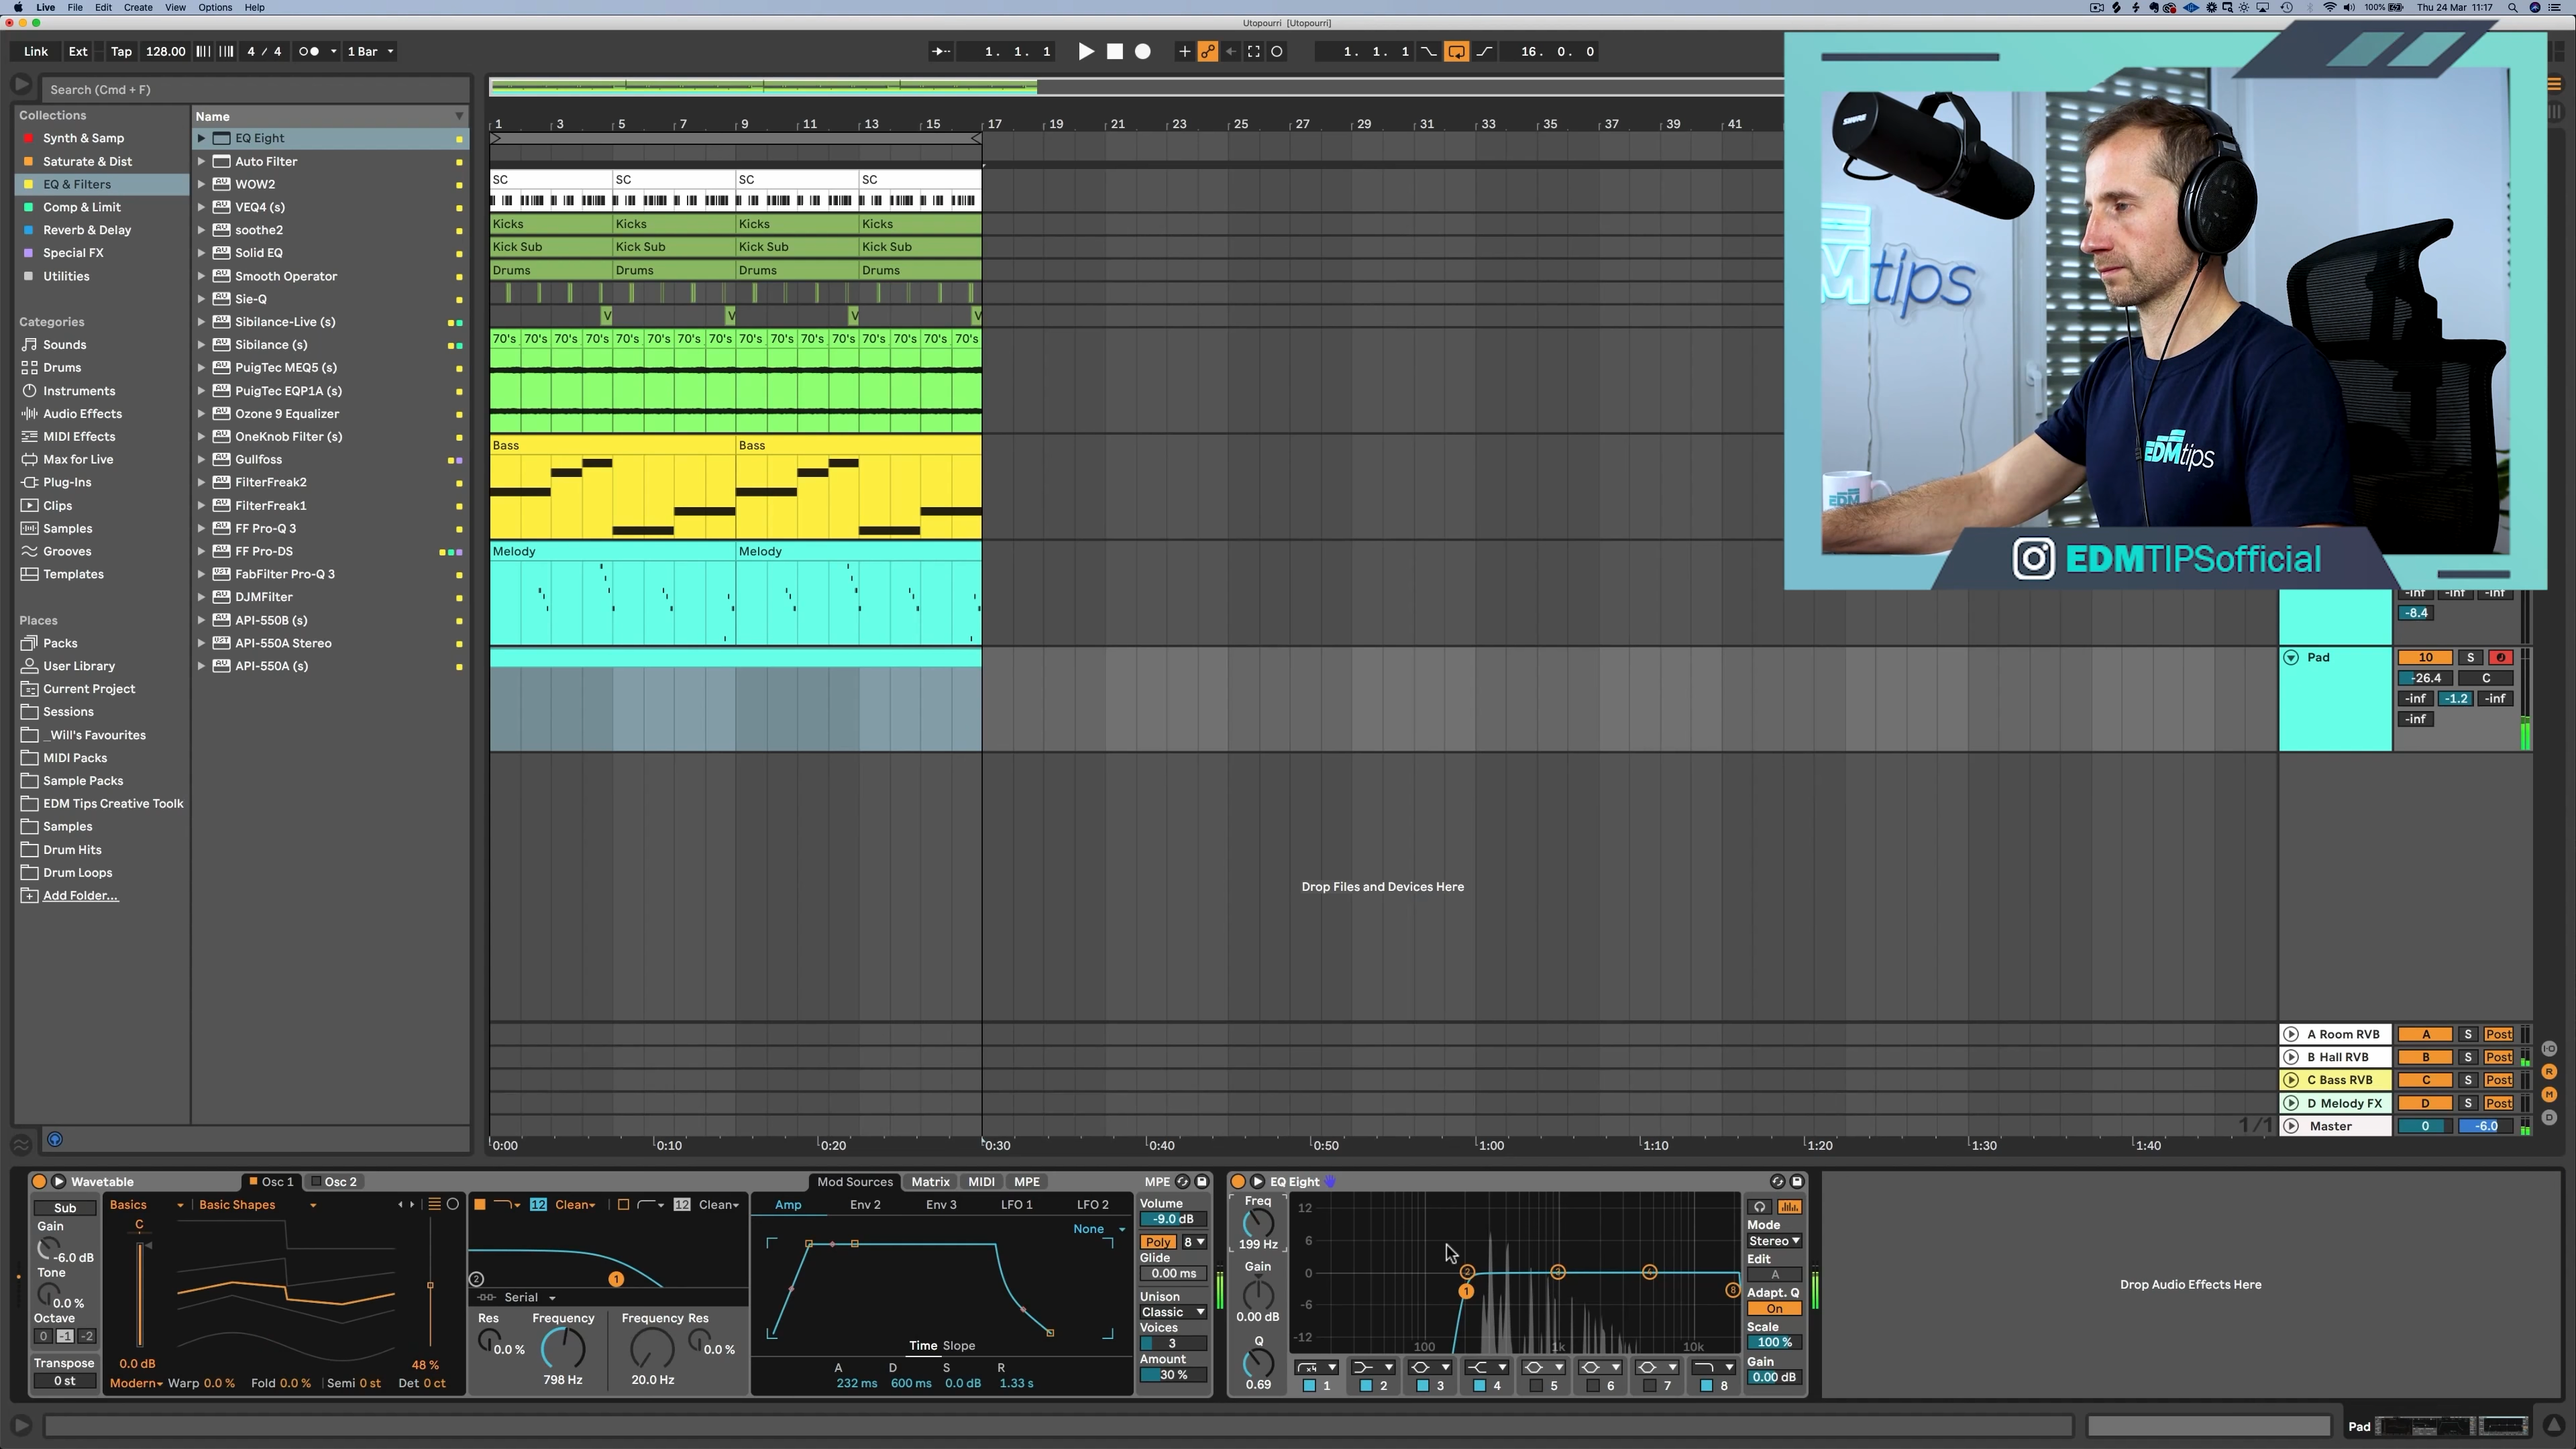 Live File Edit Create View Options Help
100% Thu 24 Mar 11:17
Utopourri [Utopourri]
Link Ext Tap 128.00 4 / 4 1 Bar
1. 1. 1
1. 1. 1
16. 0. 0
Search (Cmd + F)
Collections
Synth & Samp
Saturate & Dist
EQ & Filters
Comp & Limit
Reverb & Delay
Special FX
Utilities
Categories
Sounds
Drums
Instruments
Audio Effects
MIDI Effects
Max for Live
Plug-Ins
Clips
Samples
Grooves
Templates
Places
Packs
User Library
Current Project
Sessions
_Will's Favourites
MIDI Packs
Sample Packs
EDM Tips Creative Toolk
Samples
Drum Hits
Drum Loops
Add Folder...
Name
EQ Eight
Auto Filter
WOW2
VEQ4 (s)
soothe2
Solid EQ
Smooth Operator
Sie-Q
Sibilance-Live (s)
Sibilance (s)
PuigTec MEQ5 (s)
PuigTec EQP1A (s)
Ozone 9 Equalizer
OneKnob Filter (s)
Gullfoss
FilterFreak2
FilterFreak1
FF Pro-Q 3
FF Pro-DS
FabFilter Pro-Q 3
DJMFilter
API-550B (s)
API-550A Stereo
API-550A (s)
1 3 5 7 9 11 13 15 17 19 21 23 25 27 29 31 33 35 37 39 41
SC SC SC SC
Kicks Kicks Kicks Kicks
Kick Sub Kick Sub Kick Sub Kick Sub
Drums Drums Drums Drums
V V V V
70's 70's 70's 70's 70's 70's 70's 70's 70's 70's 70's 70's 70's 70's 70's 70's
Bass Bass
Melody Melody
EDMtips
EDMTIPSofficial
-inf -inf -inf
-8.4
Pad 10 S
-26.4 C
-inf -1.2 -inf
-inf
Drop Files and Devices Here
A Room RVB A S Post
B Hall RVB B S Post
C Bass RVB C S Post
D Melody FX D S Post
1/1 Master 0 -6.0
0:00 0:10 0:20 0:30 0:40 0:50 1:00 1:10 1:20 1:30 1:40
Wavetable Osc 1 Osc 2
Sub
Gain
-6.0 dB
Tone
0.0 %
Octave
0 -1 -2
Transpose
0 st
Basics Basic Shapes
C
0.0 dB 48 %
Modern Warp 0.0 % Fold 0.0 % Semi 0 st Det 0 ct
12 Clean 12 Clean
2 1
Serial
Res Frequency Frequency Res
0.0 % 0.0 %
798 Hz 20.0 Hz
Mod Sources Matrix MIDI MPE
Amp Env 2 Env 3 LFO 1 LFO 2
None
Time Slope
A D S R
232 ms 600 ms 0.0 dB 1.33 s
MPE
Volume
-9.0 dB
Poly 8
Glide
0.00 ms
Unison
Classic
Voices
3
Amount
30 %
EQ Eight
Freq
199 Hz
Gain
0.00 dB
Q
0.69
12
6
0
-6
-12
100 1k 10k
2 3 4
1 8
x4
1 2 3 4 5 6 7 8
Mode
Stereo
Edit
A
Adapt. Q
On
Scale
100 %
Gain
0.00 dB
Drop Audio Effects Here
Pad